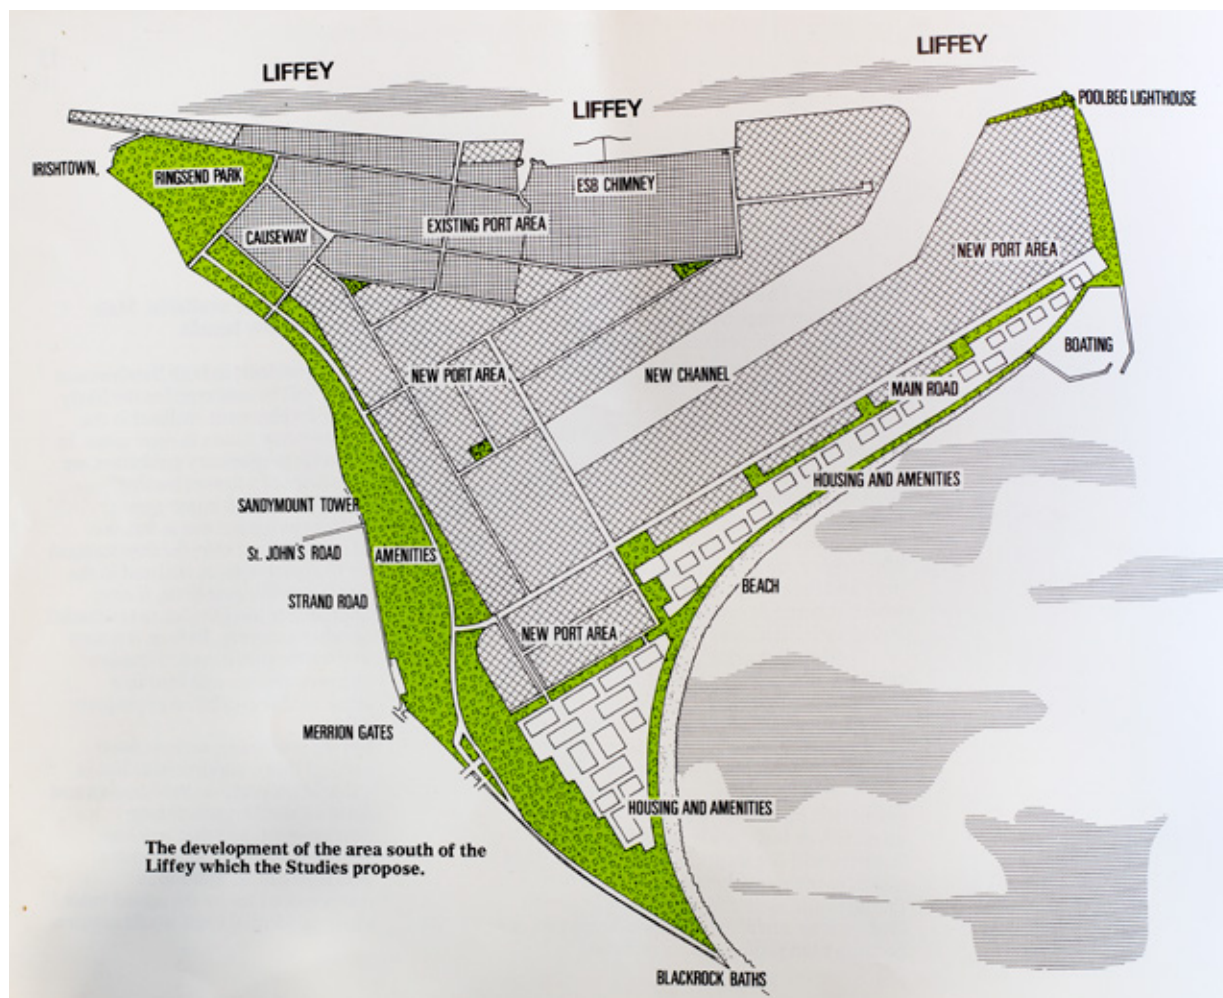 LIFFEY
LIFFEY
LIFFEY
POOLBEG LIGHTHOUSE
IRISHTOWN,
RINGSEND PARK
ESB CHIMNEY
EXISTING PORT AREA
CAUSEWAY
NEW PORT AREA
BOATING
NEW PORT AREA
NEW CHANNEL
MAIN ROAD
HOUSING AND AMENITIES
SANDYMOUNT TOWER
St. JOHN'S ROAD
AMENITIES
BEACH
STRAND ROAD
NEW PORT AREA
MERRION GATES
HOUSING AND AMENITIES
The development of the area south of the
Liffey which the Studies propose.
BLACKROCK BATHS